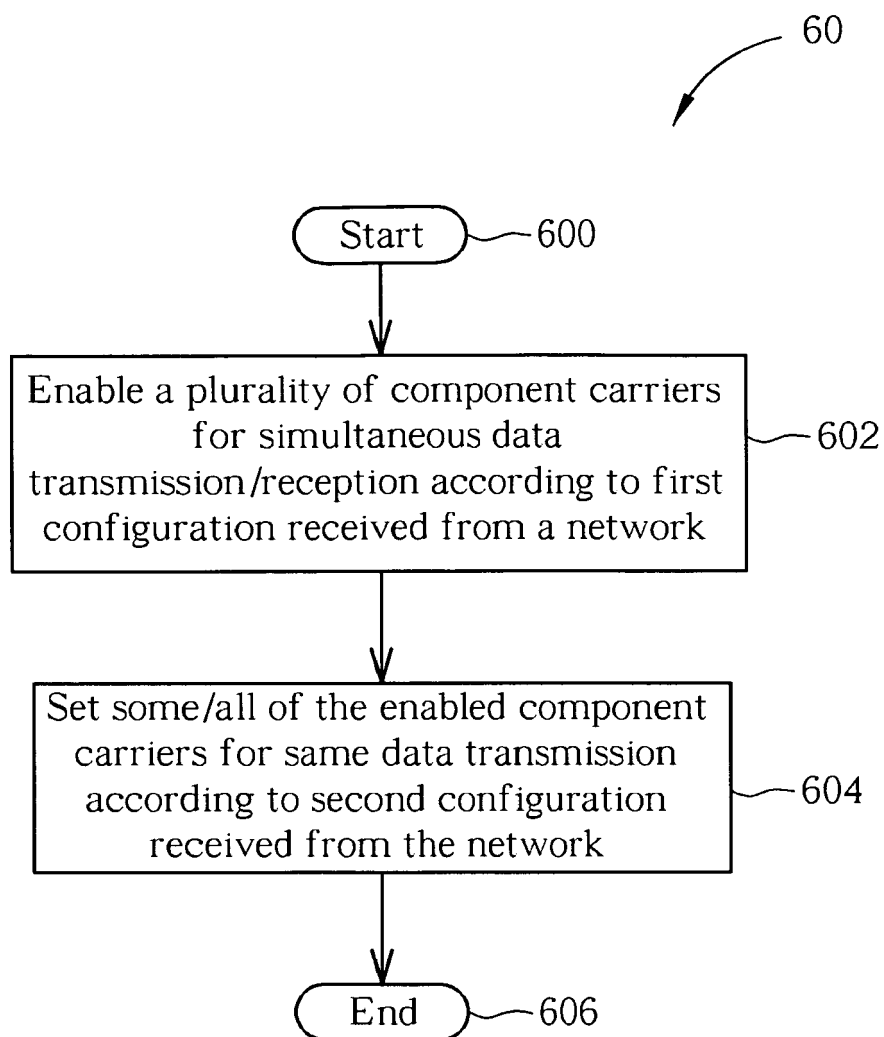 60
Start
600
Enable a plurality of component carriers
for simultaneous data
transmission/reception according to first
configuration received from a network
602
Set some/all of the enabled component
carriers for same data transmission
according to second configuration
received from the network
604
End
606